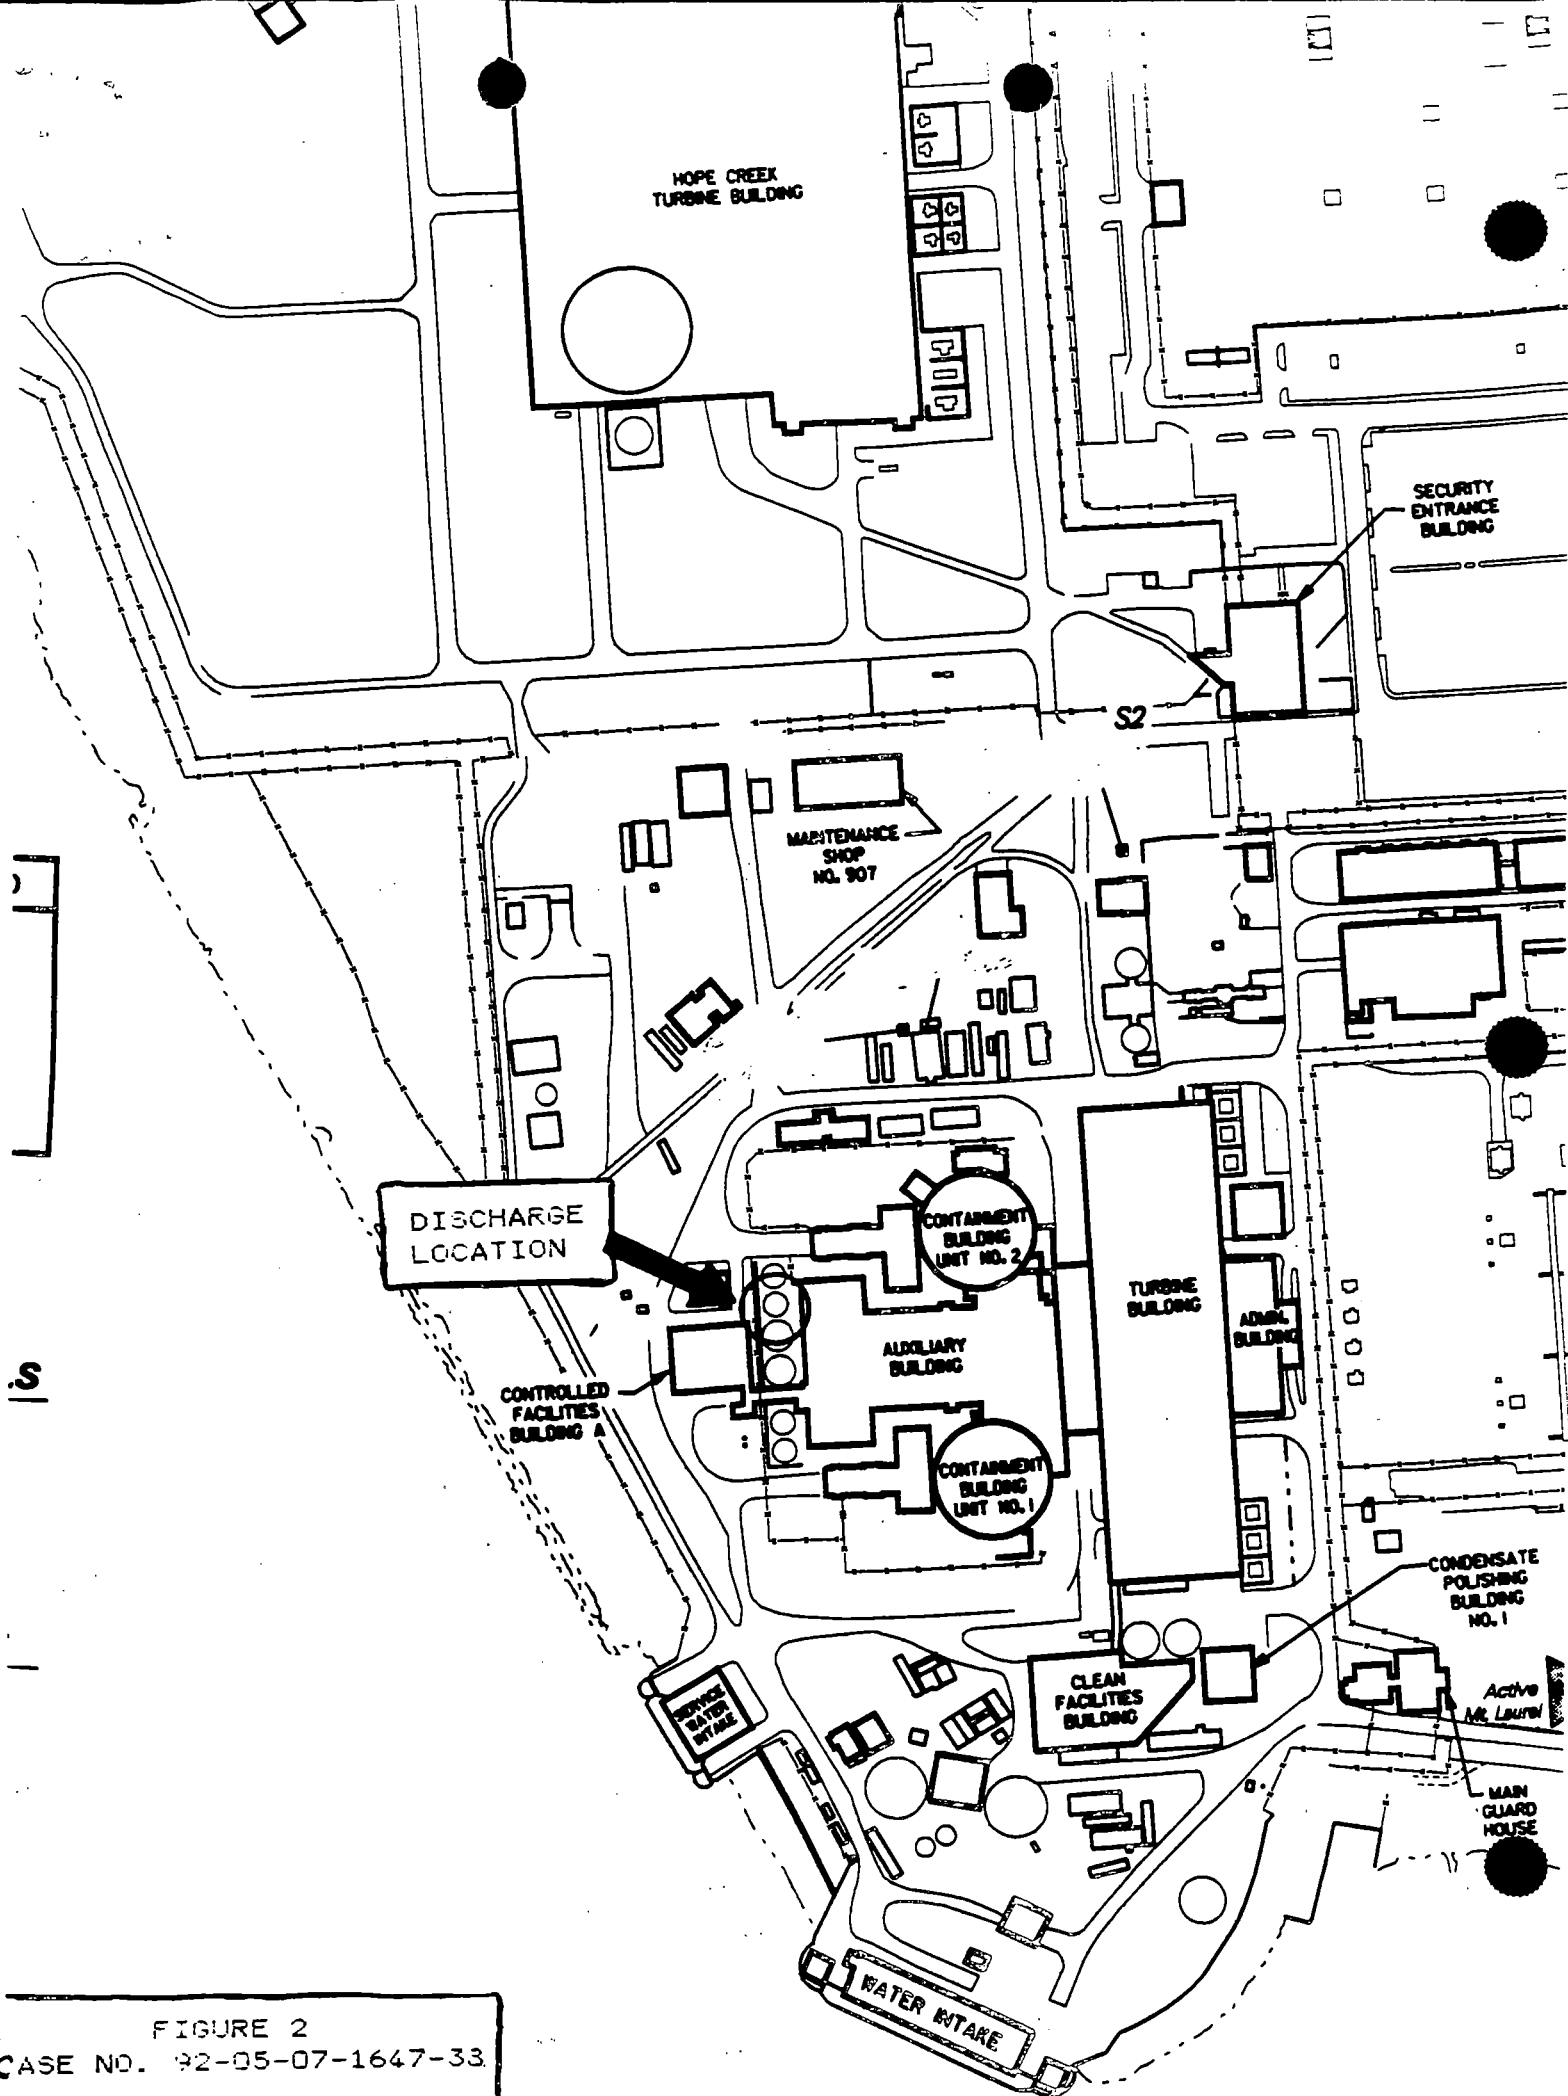 HOPE CREEK
TURBINE BUILDING
SECURITY
ENTRANCE
BUILDING
S2
MAINTENANCE
SHOP
NO. 907
DISCHARGE
LOCATION
CONTAINMENT
BUILDING
UNIT NO. 2
TURBINE
BUILDING
ADMIN.
BUILDING
AUXILIARY
BUILDING
.S
CONTROLLED
FACILITIES
BUILDING A
CONTAINMENT
BUILDING
UNIT NO. 1
CONDENSATE
POLISHING
BUILDING
NO. 1
CLEAN
FACILITIES
BUILDING
SERVICE
WATER
INTAKE
Active
Mt. Laurel
MAIN
GUARD
HOUSE
WATER INTAKE
FIGURE 2
CASE NO. 92-05-07-1647-33